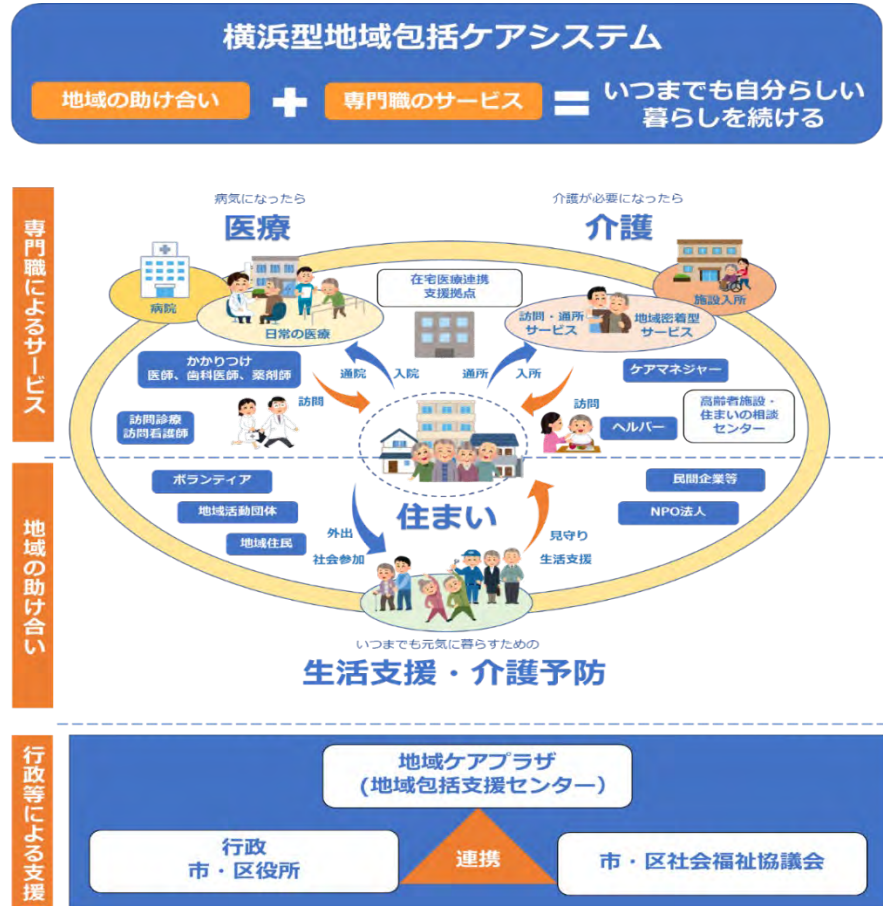 横浜型地域包括ケアシステム
地域の助け合い
+
専門職のサービス
=
いつまでも自分らしい
暮らしを続ける
専門職によるサービス
病気になったら
医療
介護が必要になったら
介護
病院
日常の医療
在宅医療連携
支援拠点
訪問・通所
サービス
地域密着型
サービス
施設入所
かかりつけ
医師、歯科医師、薬剤師
通院
入院
通所
入所
ケアマネジャー
訪問
訪問
訪問診療
訪問看護師
ヘルパー
高齢者施設・
住まいの相談
センター
地域の助け合い
ボランティア
地域活動団体
地域住民
住まい
民間企業等
NPO法人
外出
社会参加
見守り
生活支援
いつまでも元気に暮らすための
生活支援・介護予防
行政等による支援
地域ケアプラザ
(地域包括支援センター)
行政
市・区役所
連携
市・区社会福祉協議会